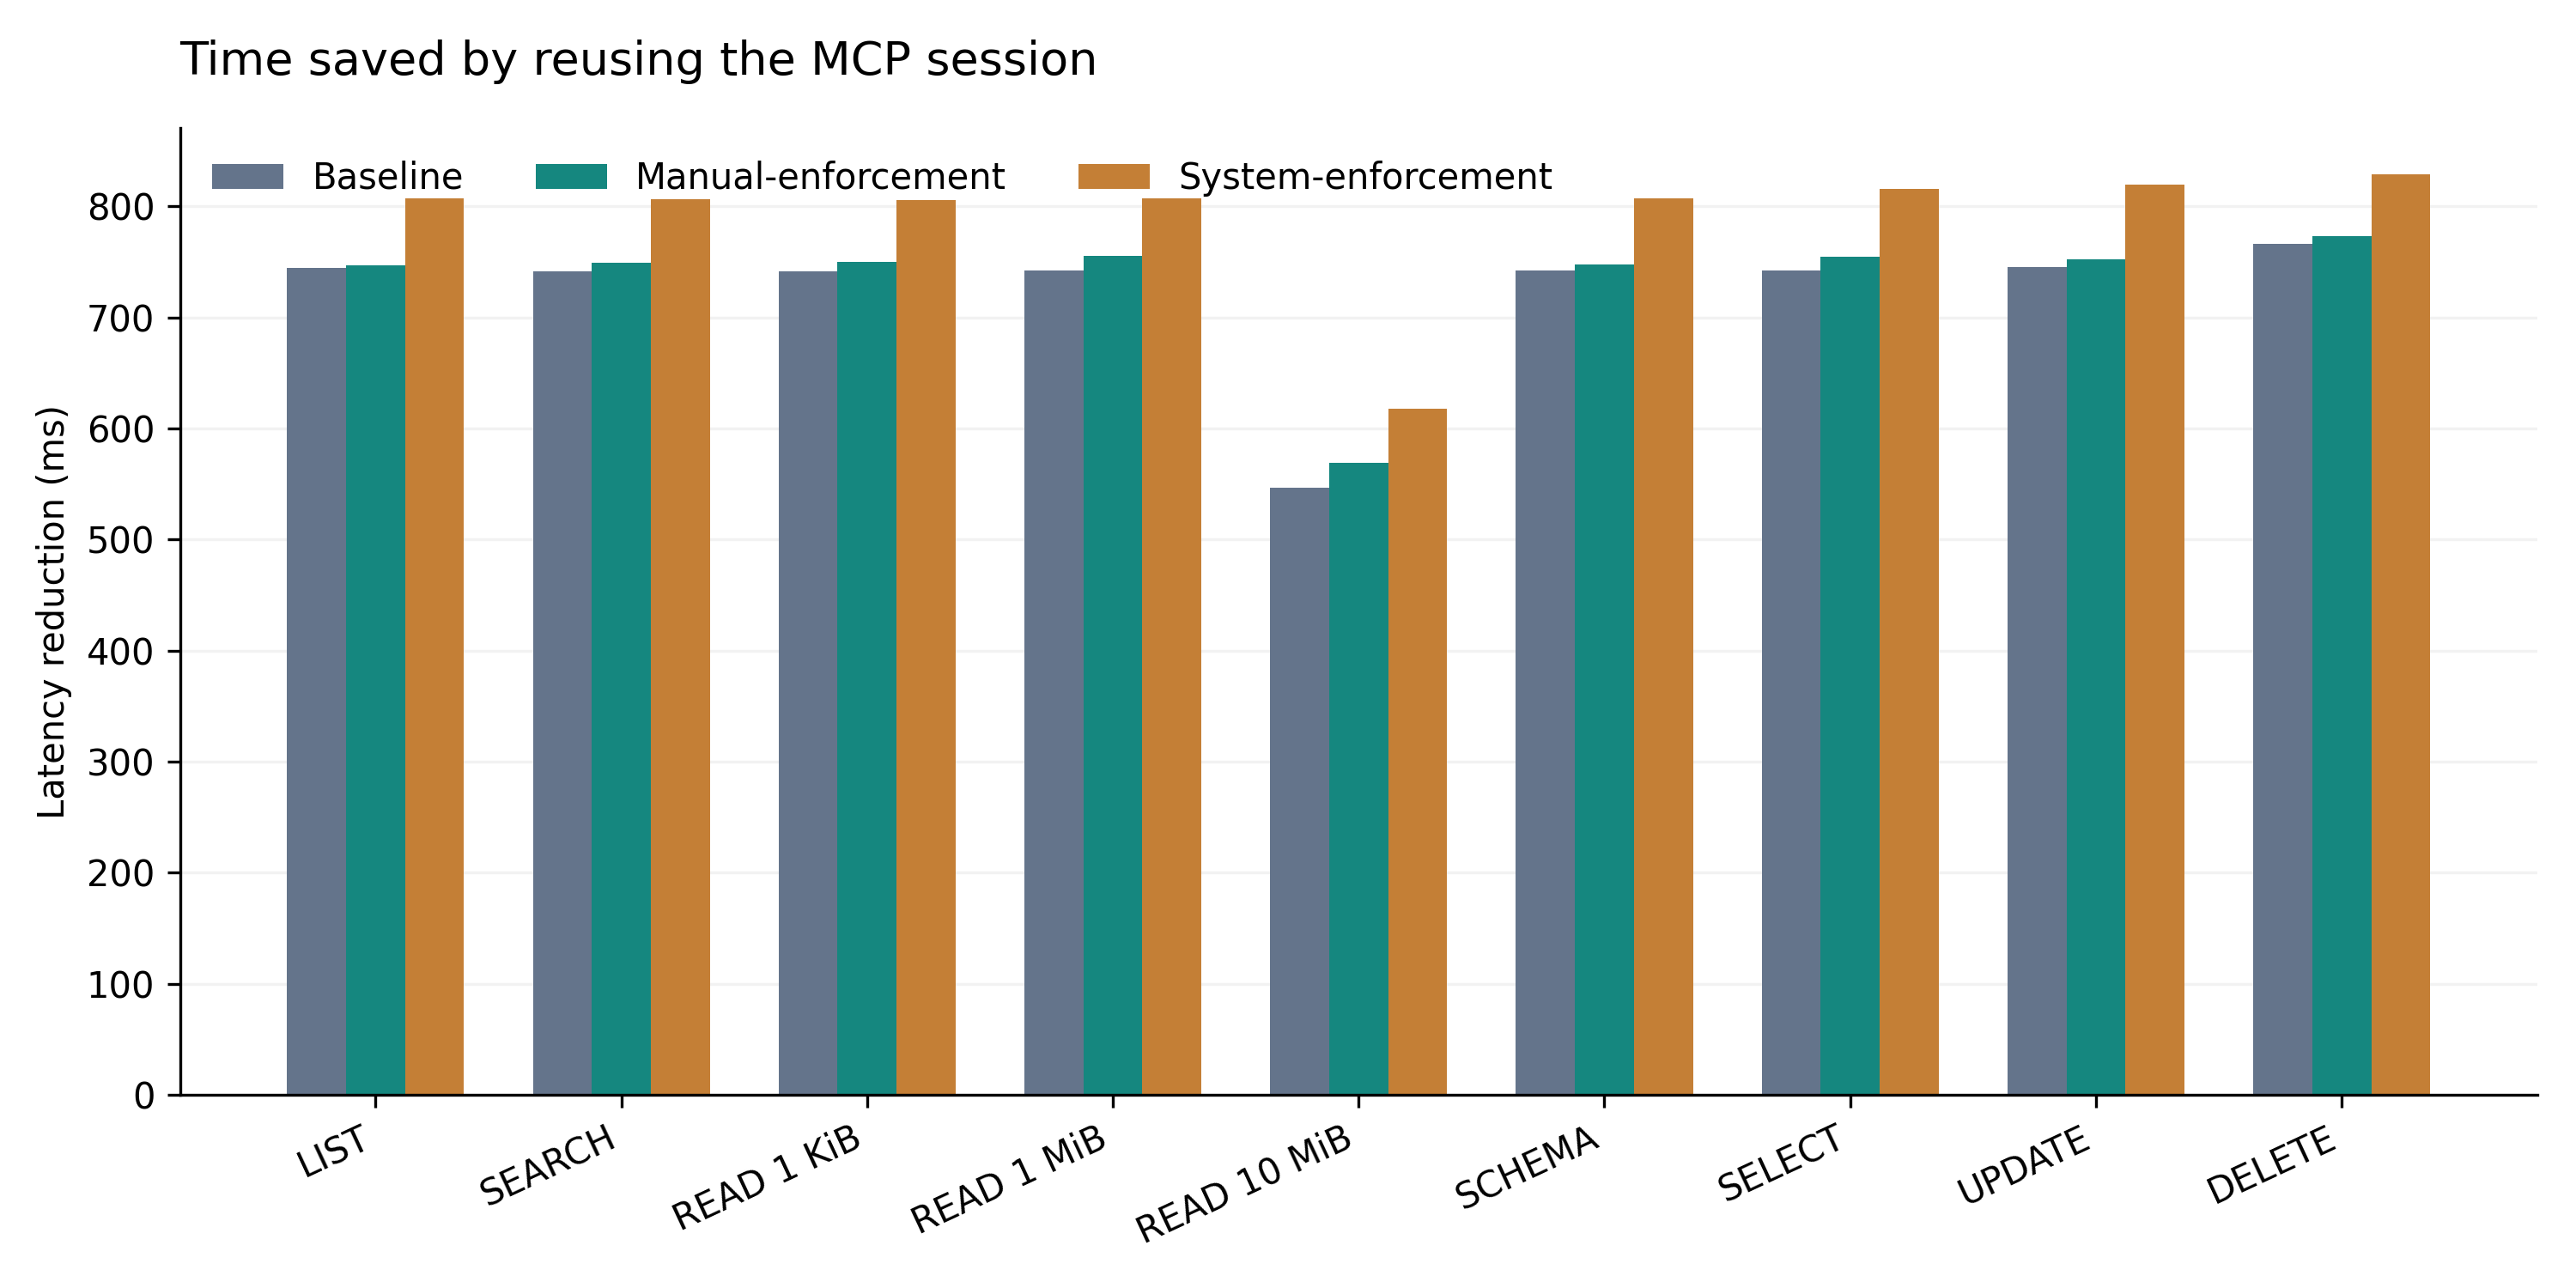 Time saved by reusing the MCP session
Baseline Manual-enforcement System-enforcement
Latency reduction (ms)
800
700
600
500
400
300
200
100
0
LIST
SEARCH
READ 1 KiB
READ 1 MiB
READ 10 MiB
SCHEMA
SELECT
UPDATE
DELETE